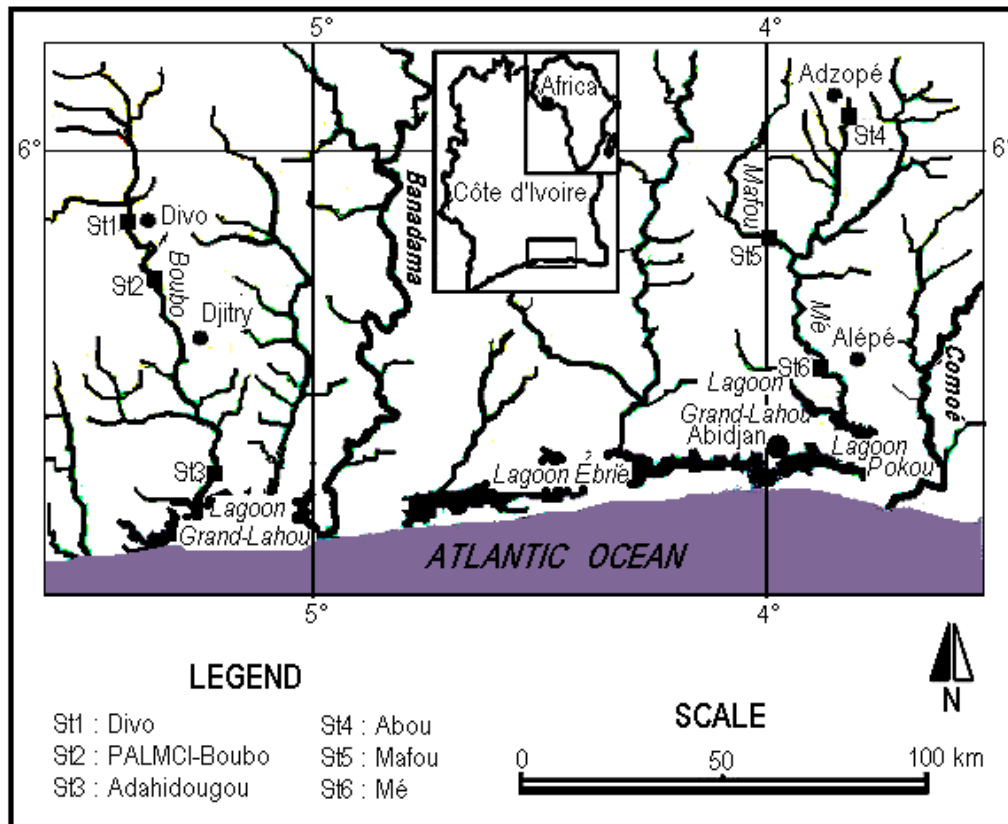 5° 4°
Adzopé
Africa
St4
6° 6°
Côte d'Ivoire
Banadama
Mafou
St1 Divo
St5
Boubo
St2
Djitry
Mé
Alépé
St6
Comoé
Lagoon
Grand-Lahou
Abidjan
Lagoon
Pokou
St3
Lagoon Ébrie
Lagoon
Grand-Lahou
ATLANTIC OCEAN
5° 4°
N
LEGEND
SCALE
St1 : Divo St4 : Abou
St2 : PALMCI-Boubo St5 : Mafou
St3 : Adahidougou St6 : Mé
0 50 100 km